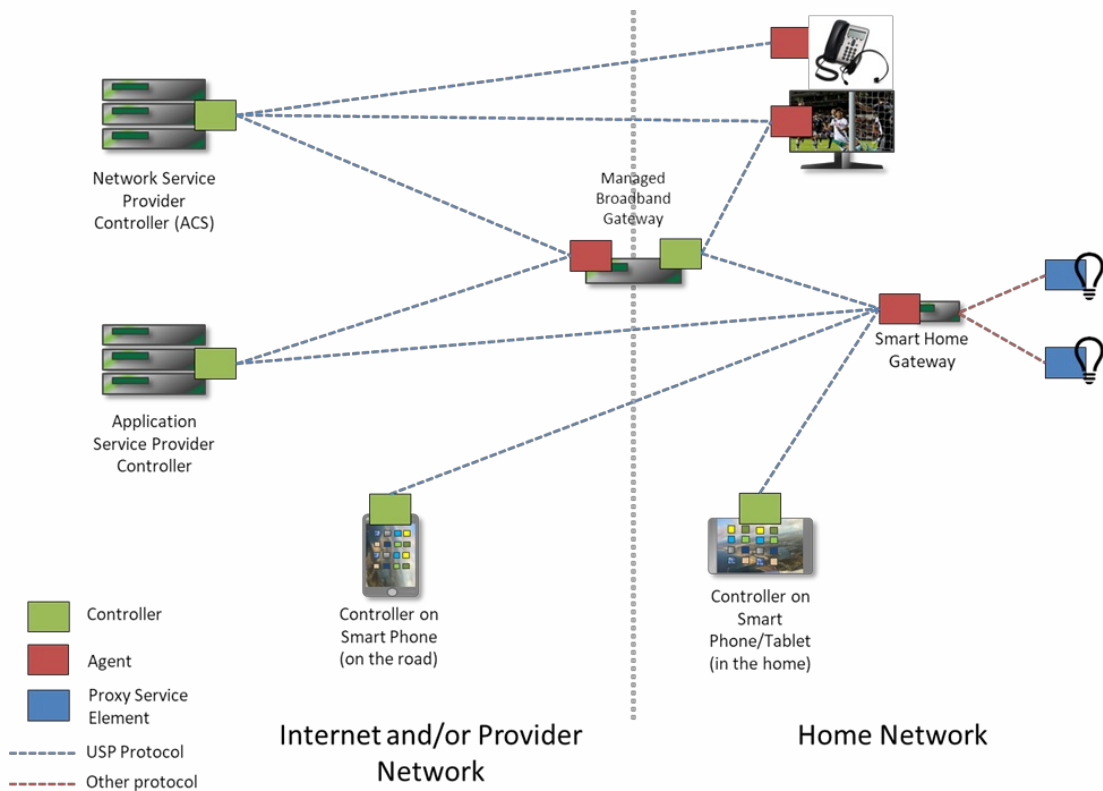 Network Service
Provider
Controller (ACS)
Managed
Broadband
Gateway
Smart Home
Gateway
Application
Service Provider
Controller
Controller on
Smart Phone
(on the road)
Controller on
Smart
Phone/Tablet
(in the home)
Controller
Agent
Proxy Service
Element
USP Protocol
Other protocol
Internet and/or Provider
Network
Home Network